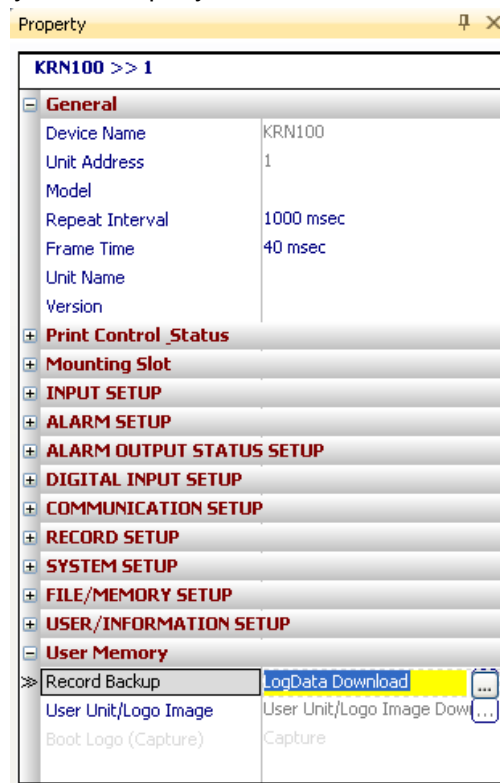 Property
KRN100 >> 1
General
Device Name KRN100
Unit Address 1
Model
Repeat Interval 1000 msec
Frame Time 40 msec
Unit Name
Version
Print Control_Status
Mounting Slot
INPUT SETUP
ALARM SETUP
ALARM OUTPUT STATUS SETUP
DIGITAL INPUT SETUP
COMMUNICATION SETUP
RECORD SETUP
SYSTEM SETUP
FILE/MEMORY SETUP
USER/INFORMATION SETUP
User Memory
Record Backup LogData Download ...
User Unit/Logo Image User Unit/Logo Image Dow ...
Boot Logo (Capture) Capture